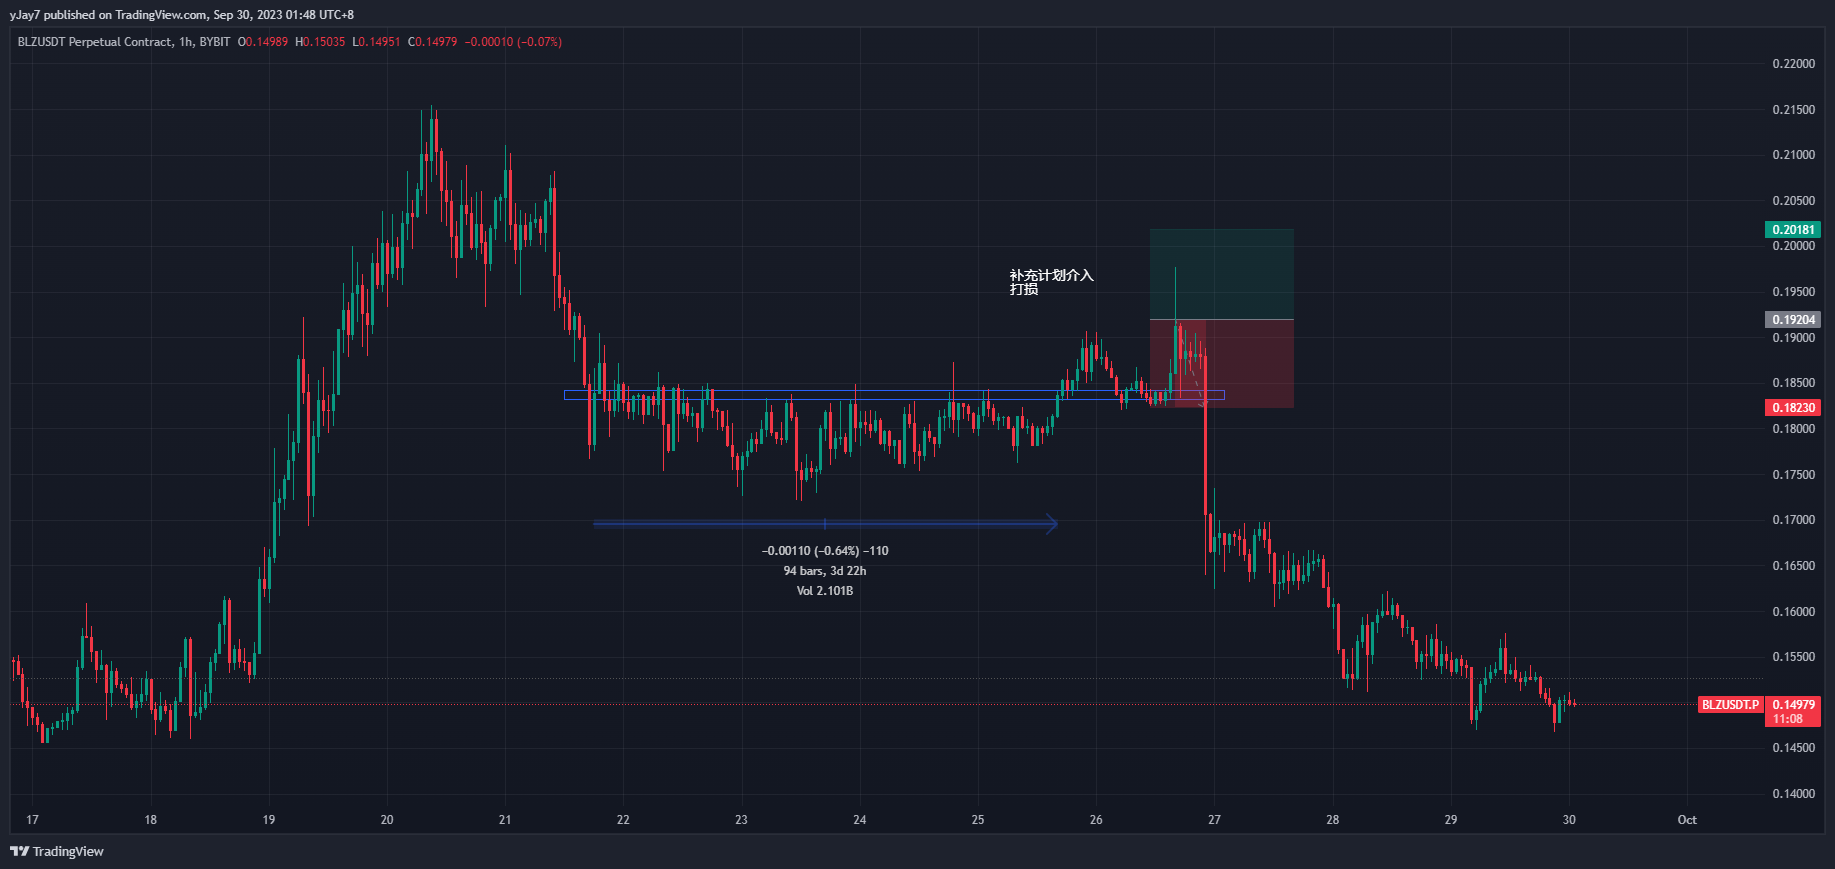 yJay7 published on TradingView.com, Sep 30, 2023 01:48 UTC+8
BLZUSDT Perpetual Contract, 1h, BYBIT O0.14989 H0.15035 L0.14951 C0.14979 −0.00010 (−0.07%)
0.22000
0.21500
0.21000
0.20500
0.20181
0.20000
0.19500
0.19204
0.19000
0.18500
0.18230
0.18000
0.17500
0.17000
0.16500
0.16000
0.15500
BLZUSDT.P 0.14979
11:08
0.14500
0.14000
补充计划介入
打损
−0.00110 (−0.64%) −110
94 bars, 3d 22h
Vol 2.101B
17 18 19 20 21 22 23 24 25 26 27 28 29 30 Oct
TradingView